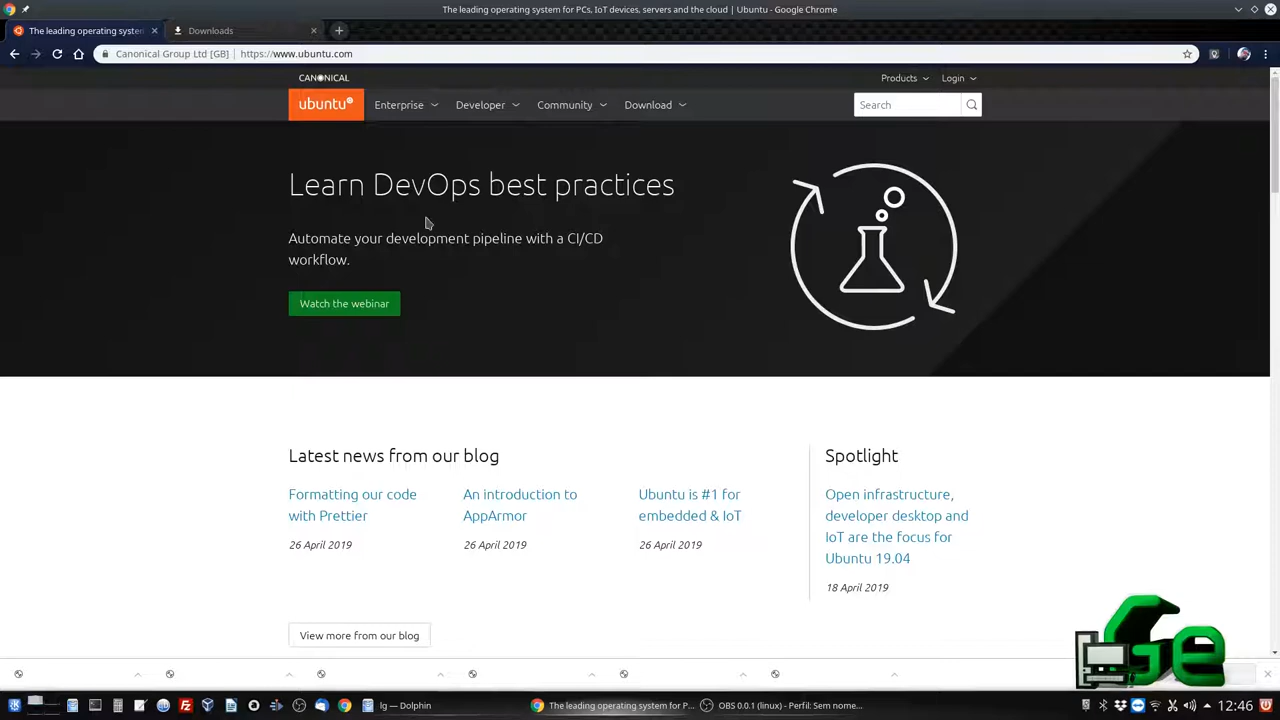 The leading operating system for PCs, IoT devices, servers and the cloud | Ubuntu - Google Chrome
The leading operating system
Downloads
Canonical Group Ltd [GB] https://www.ubuntu.com
CANONICAL
Products
Login
ubuntu
Enterprise
Developer
Community
Download
Search
Learn DevOps best practices
Automate your development pipeline with a CI/CD
workflow.
Watch the webinar
Latest news from our blog
Spotlight
Formatting our code
with Prettier
26 April 2019
An introduction to
AppArmor
26 April 2019
Ubuntu is #1 for
embedded & IoT
26 April 2019
Open infrastructure,
developer desktop and
IoT are the focus for
Ubuntu 19.04
18 April 2019
View more from our blog
Ge
lg — Dolphin
The leading operating system for P...
OBS 0.0.1 (linux) - Perfil: Sem nome...
12:46